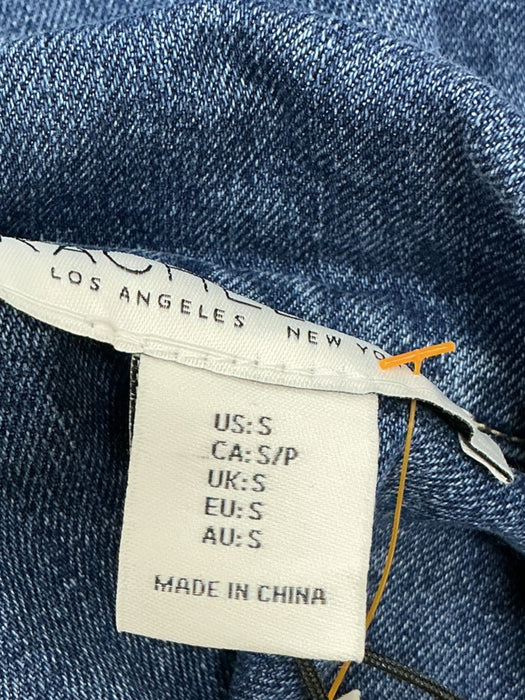 LOS ANGELES NEW YO
US: S
CA: S/P
UK: S
EU: S
AU: S
MADE IN CHINA